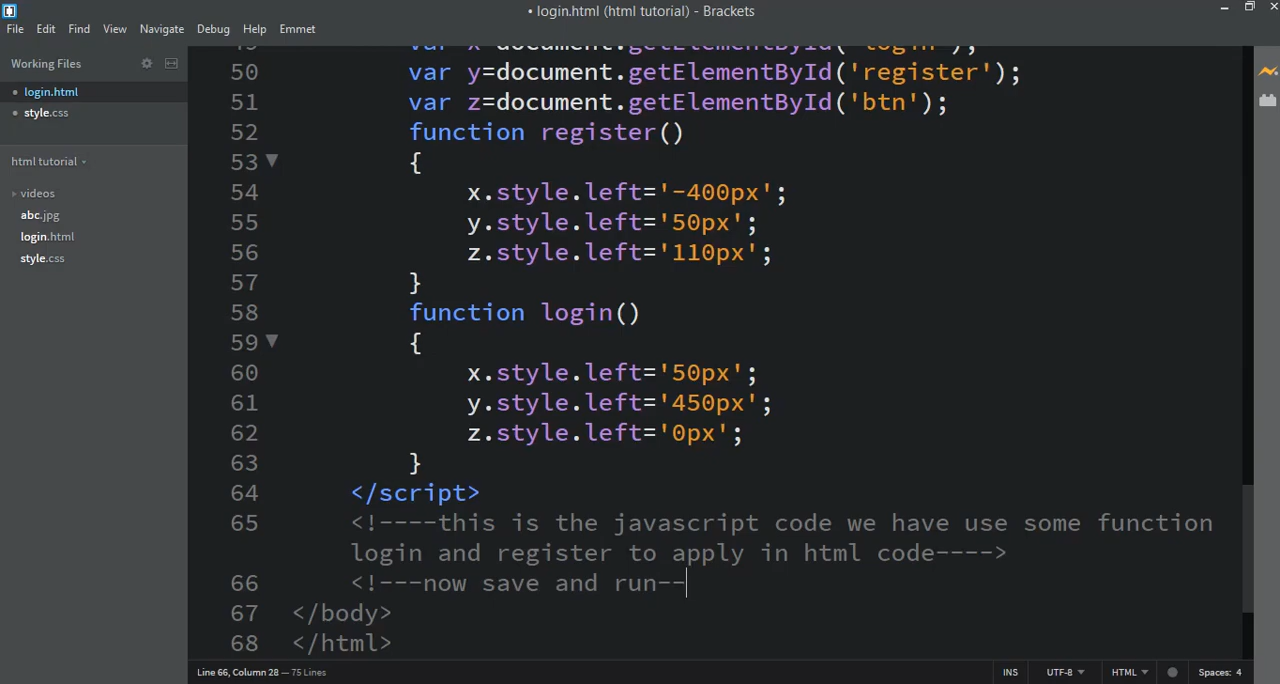 • login.html (html tutorial) - Brackets
File Edit Find View Navigate Debug Help Emmet
Working Files
• login.html
• style.css
html tutorial
videos
abc.jpg
login.html
style.css
50 var y=document.getElementById('register');
51 var z=document.getElementById('btn');
52 function register()
53 {
54 x.style.left='-400px';
55 y.style.left='50px';
56 z.style.left='110px';
57 }
58 function login()
59 {
60 x.style.left='50px';
61 y.style.left='450px';
62 z.style.left='0px';
63 }
64 </script>
65 <!----this is the javascript code we have use some function
login and register to apply in html code---->
66 <!---now save and run--
67 </body>
68 </html>
Line 66, Column 28 — 75 Lines
INS UTF-8 HTML Spaces: 4